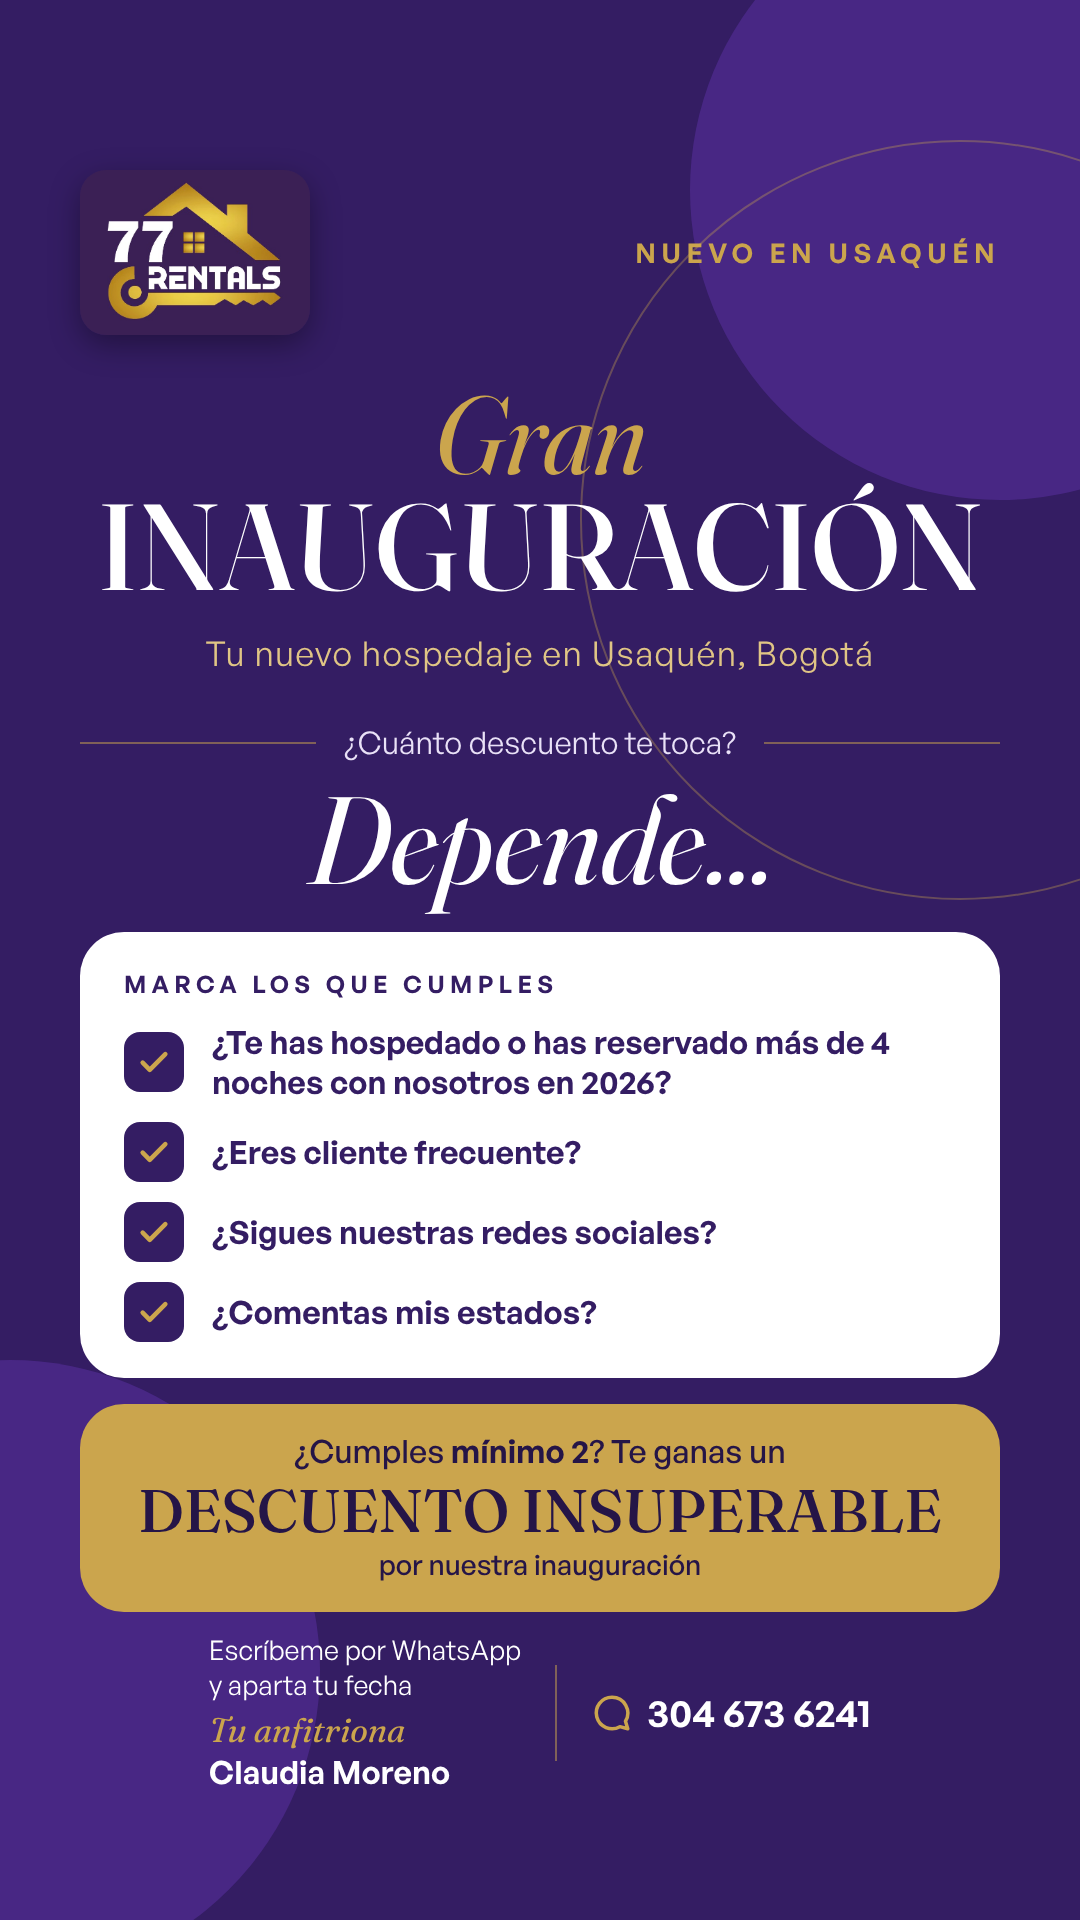 77
RENTALS
NUEVO EN USAQUÉN
Gran
INAUGURACIÓN
Tu nuevo hospedaje en Usaquén, Bogotá
¿Cuánto descuento te toca?
Depende...
MARCA LOS QUE CUMPLES
¿Te has hospedado o has reservado más de 4
noches con nosotros en 2026?
¿Eres cliente frecuente?
¿Sigues nuestras redes sociales?
¿Comentas mis estados?
¿Cumples mínimo 2? Te ganas un
DESCUENTO INSUPERABLE
por nuestra inauguración
Escríbeme por WhatsApp
y aparta tu fecha
Tu anfitriona
Claudia Moreno
304 673 6241